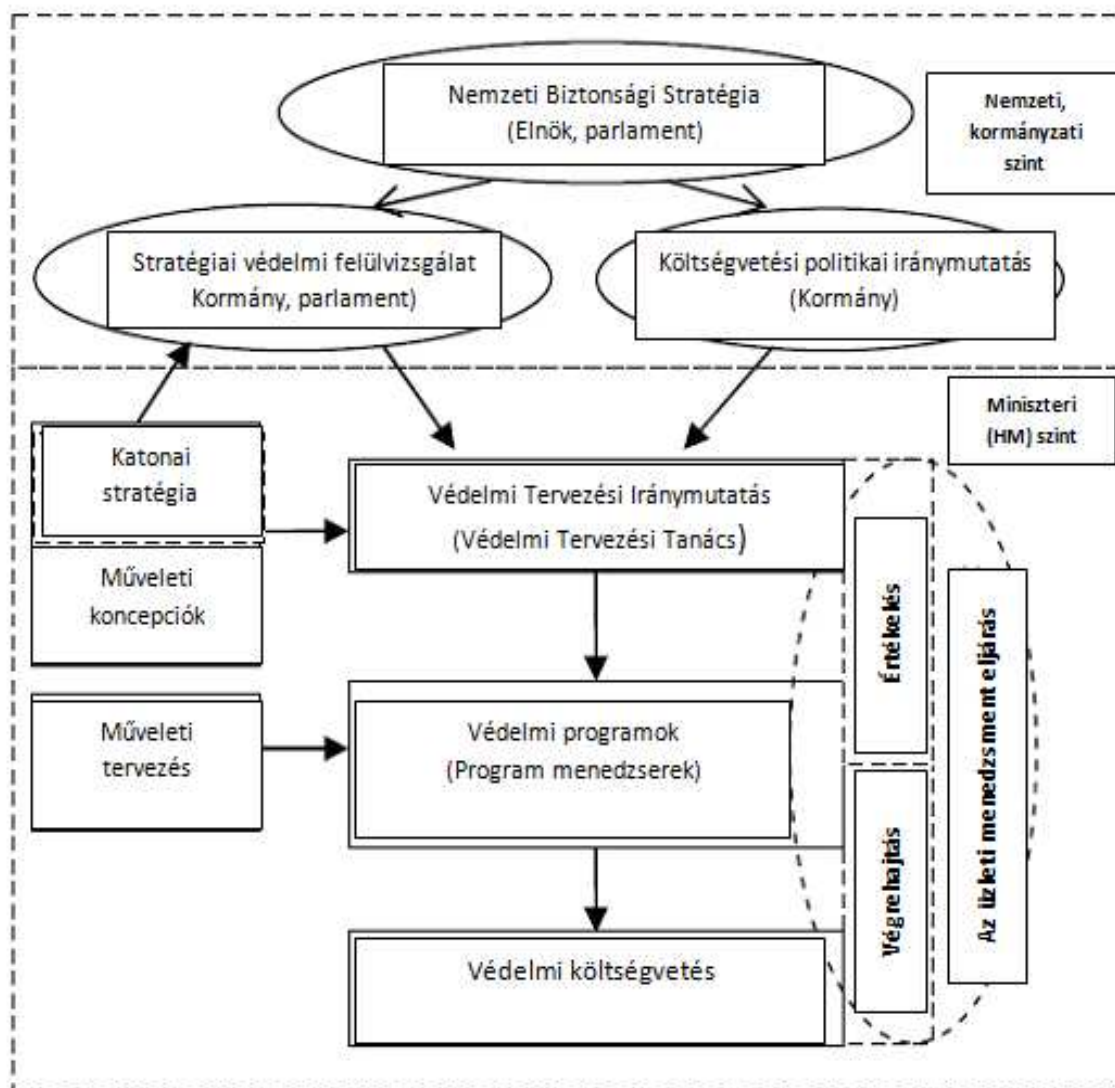 Nemzeti Biztonsági Stratégia
(Elnök, parlament)
Nemzeti,
kormányzati
szint
Stratégiai védelmi felülvizsgálat
Kormány, parlament)
Költségvetési politikai iránymutatás
(Kormány)
Miniszteri
(HM) szint
Katonai
stratégia
Védelmi Tervezési Iránymutatás
(Védelmi Tervezési Tanács)
Műveleti
koncepciók
Értékelés
Az üzleti menedzsment eljárás
Műveleti
tervezés
Védelmi programok
(Program menedzserek)
Végrehajtás
Védelmi költségvetés